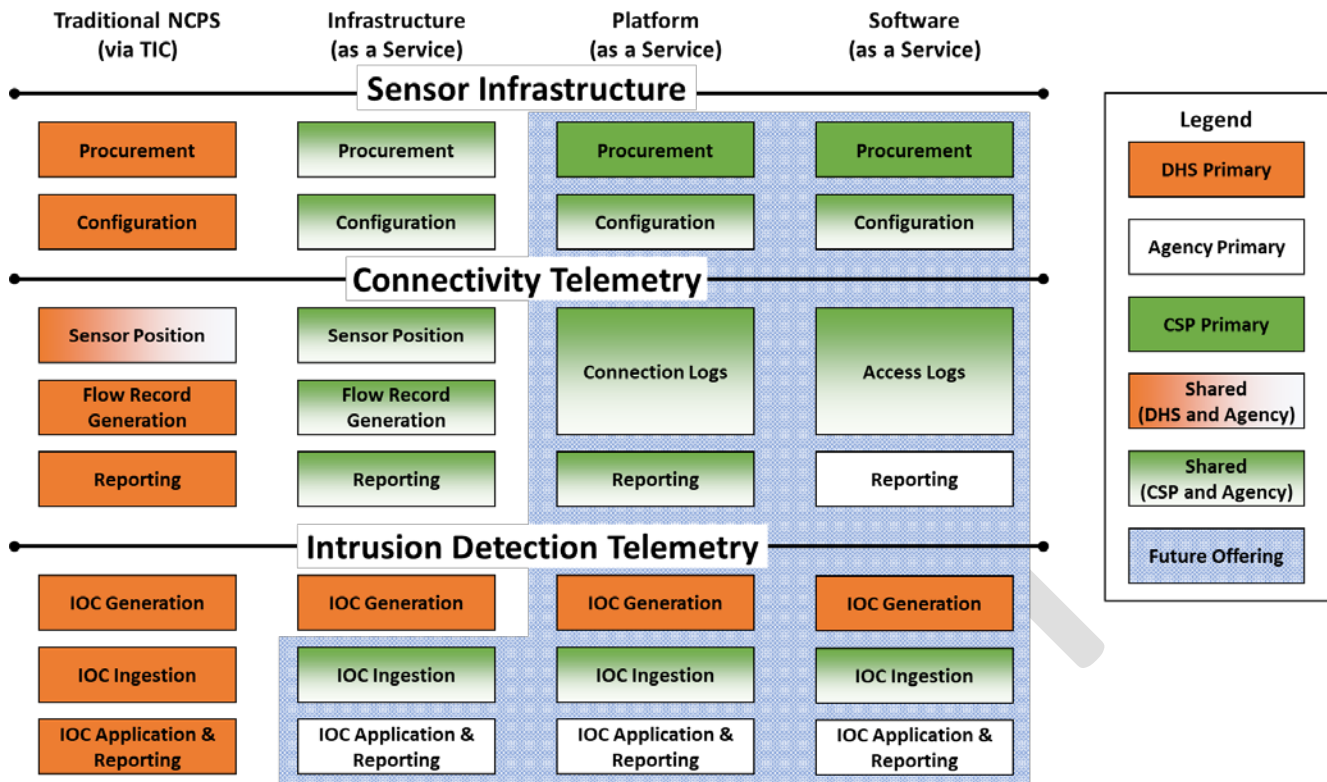 Traditional NCPS
(via TIC)
Infrastructure
(as a Service)
Platform
(as a Service)
Software
(as a Service)
Sensor Infrastructure
Procurement
Procurement
Procurement
Procurement
Configuration
Configuration
Configuration
Configuration
Connectivity Telemetry
Sensor Position
Sensor Position
Connection Logs
Access Logs
Flow Record
Generation
Flow Record
Generation
Reporting
Reporting
Reporting
Reporting
Intrusion Detection Telemetry
IOC Generation
IOC Generation
IOC Generation
IOC Generation
IOC Ingestion
IOC Ingestion
IOC Ingestion
IOC Ingestion
IOC Application &
Reporting
IOC Application &
Reporting
IOC Application &
Reporting
IOC Application &
Reporting
Legend
DHS Primary
Agency Primary
CSP Primary
Shared
(DHS and Agency)
Shared
(CSP and Agency)
Future Offering